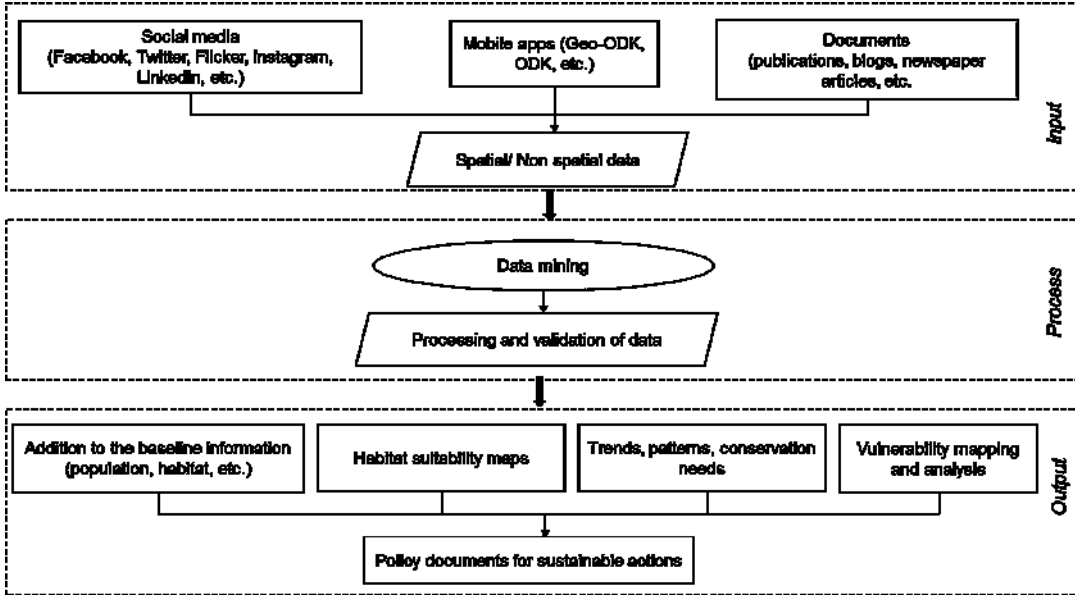 Social media
(Facebook, Twitter, Flicker, Instagram,
LinkedIn, etc.)
Mobile apps (Geo-ODK,
ODK, etc.)
Documents
(publications, blogs, newspaper
articles, etc.
Input
Spatial/ Non spatial data
Data mining
Process
Processing and validation of data
Addition to the baseline information
(population, habitat, etc.)
Habitat suitability maps
Trends, patterns, conservation
needs
Vulnerability mapping
and analysis
Output
Policy documents for sustainable actions